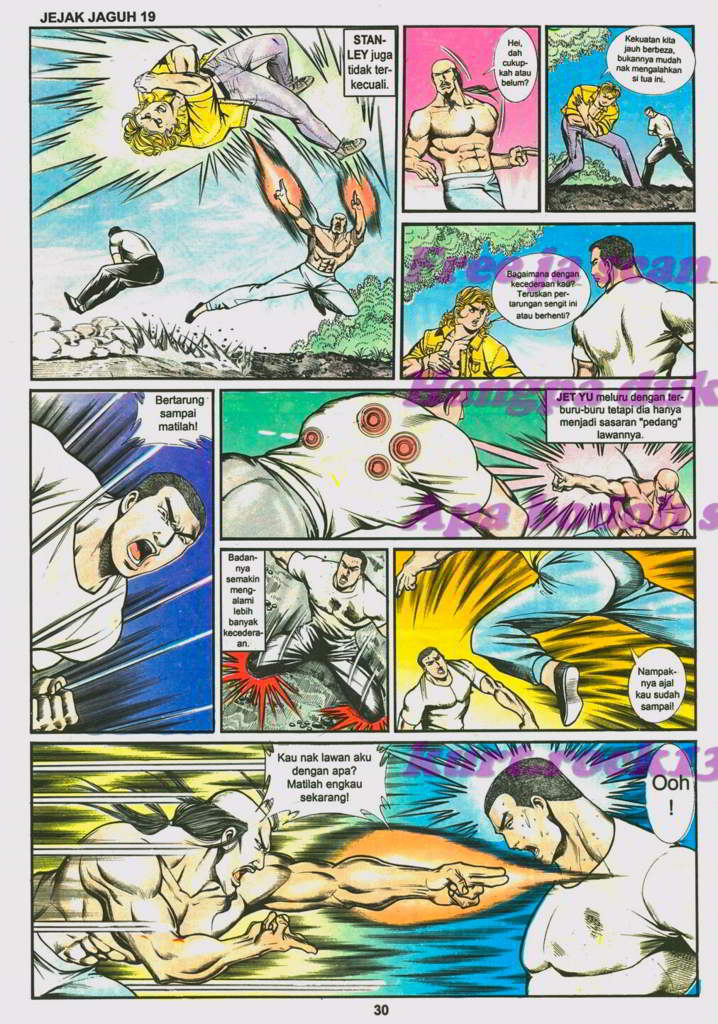 JEJAK JAGUH 19
STAN-
LEY juga
tidak ter-
kecuali.
Hei,
dah
cukup-
kah atau
belum?
Kekuatan kita
jauh berbeza,
bukannya mudah
nak mengalahkan
si tua ini.
Bagaimana dengan
kecederaan kau?
Teruskan per-
tarungan sengit ini
atau berhenti?
Bertarung
sampai
matilah!
JET YU meluru dengan ter-
buru-buru tetapi dia hanya
menjadi sasaran "pedang"
lawannya.
Badan-
nya
semakin
meng-
alami
lebih
banyak
kecedera-
an.
Nampak-
nya ajal
kau sudah
sampai!
Kau nak lawan aku
dengan apa?
Matilah engkau
sekarang!
Ooh
!
30